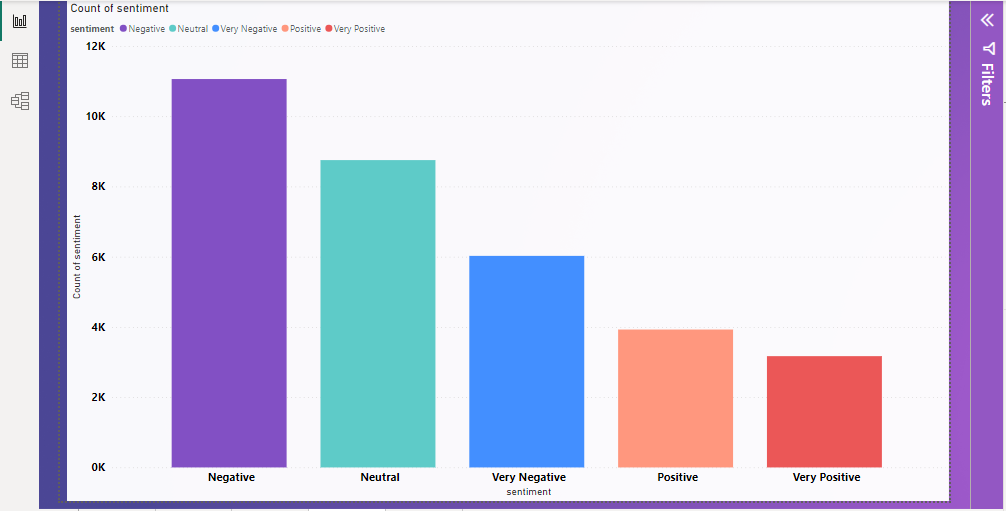 Count of sentiment
sentiment Negative Neutral Very Negative Positive Very Positive
12K
10K
8K
6K
4K
2K
0K
Count of sentiment
Negative Neutral Very Negative Positive Very Positive
sentiment
Filters